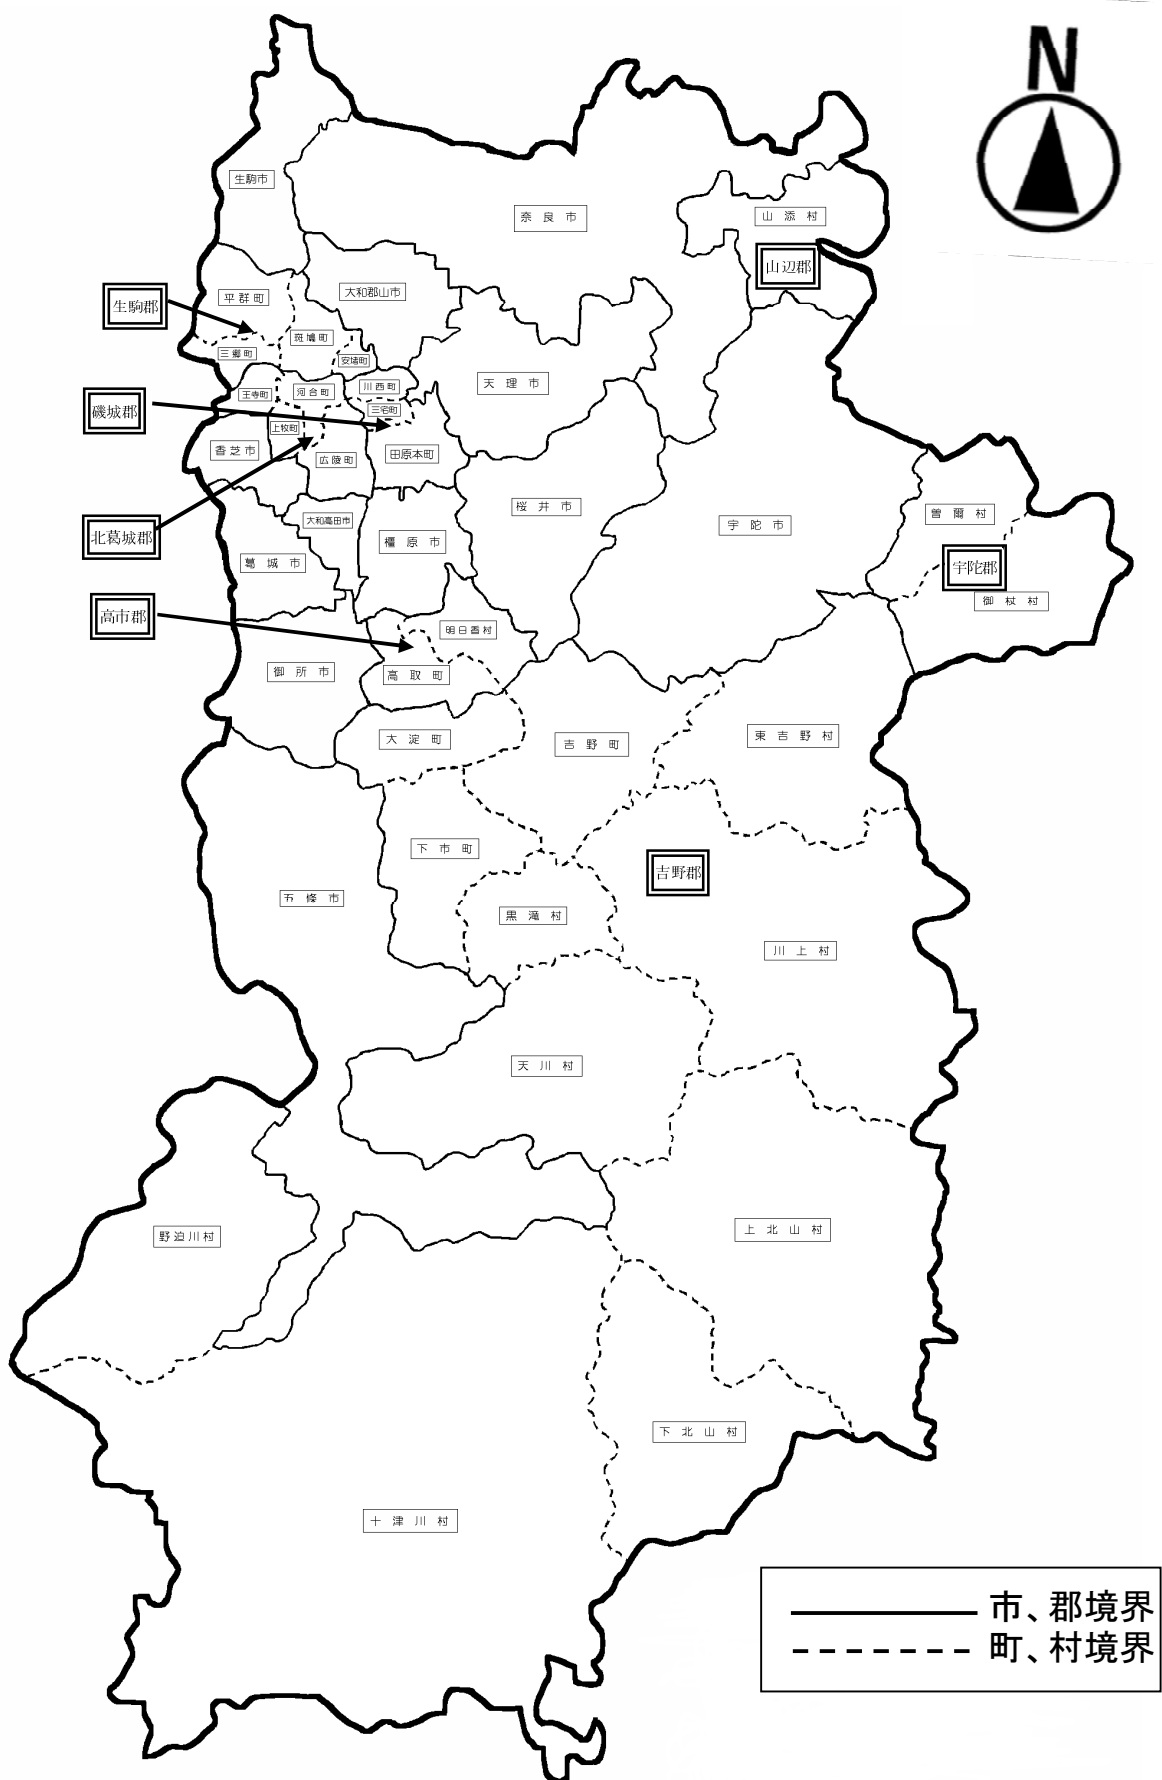 N
生駒市
奈良市
山添村
山辺郡
平群町
大和郡山市
生駒郡
斑鳩町
三郷町
安堵町
天理市
川西町
王寺町
河合町
三宅町
磯城郡
上牧町
香芝市
広陵町
田原本町
桜井市
宇陀市
曽爾村
大和高田市
北葛城郡
橿原市
葛城市
宇陀郡
御杖村
高市郡
明日香村
御所市
高取町
大淀町
吉野町
東吉野村
下市町
吉野郡
五條市
黒滝村
川上村
天川村
上北山村
野迫川村
下北山村
十津川村
市、郡境界
町、村境界